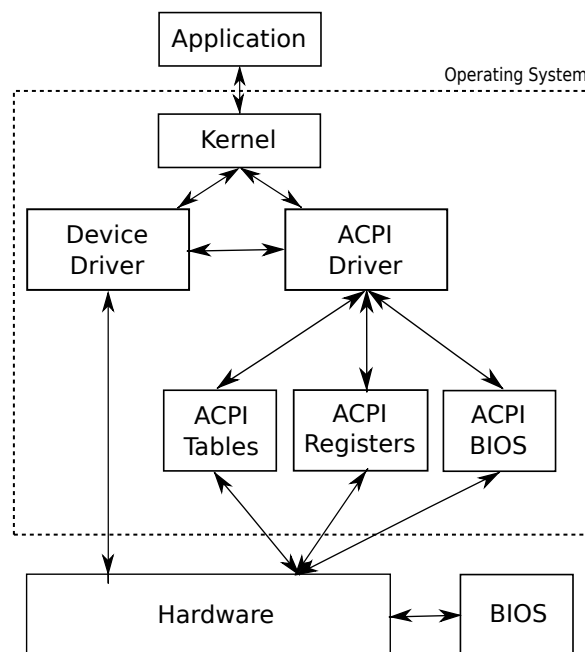 Application
Operating System
Kernel
Device
Driver
ACPI
Driver
ACPI
Tables
ACPI
Registers
ACPI
BIOS
Hardware
BIOS